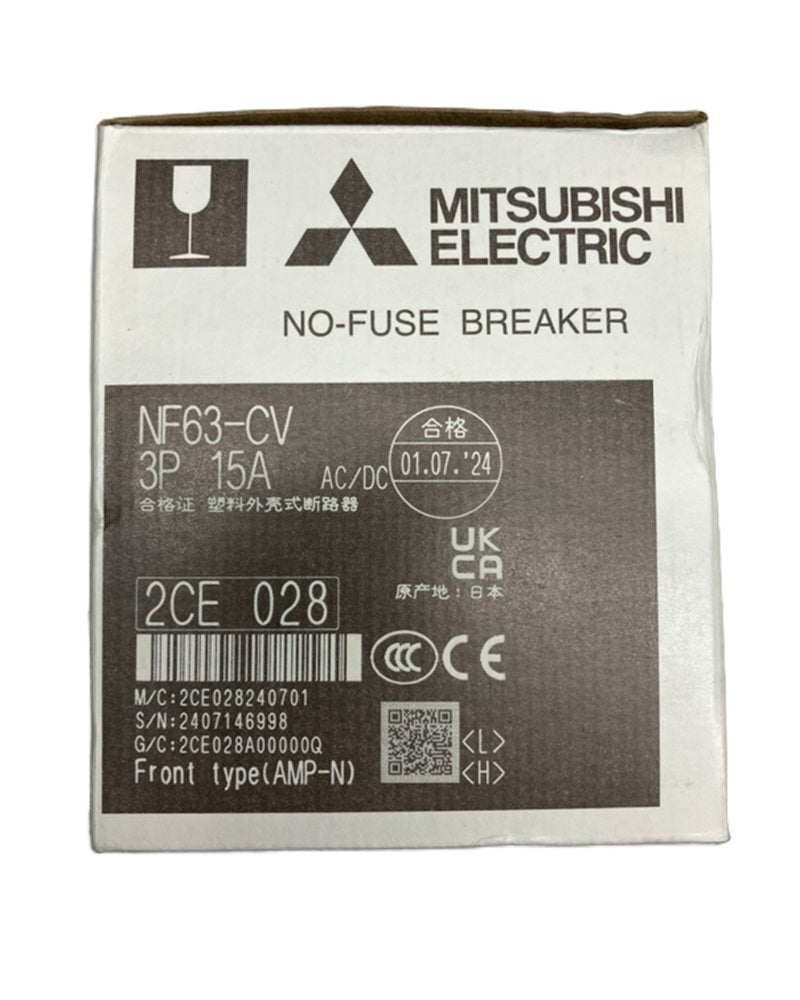 MITSUBISHI
ELECTRIC
NO-FUSE BREAKER
NF63-CV
3P 15A AC/DC
合格
01.07.'24
合格证 塑料外壳式断路器
UK
CA
原产地：日本
2CE 028
CCC CE
M/C:2CE028240701
S/N:2407146998
G/C:2CE028A00000Q
Front type(AMP-N)
<L>
<H>